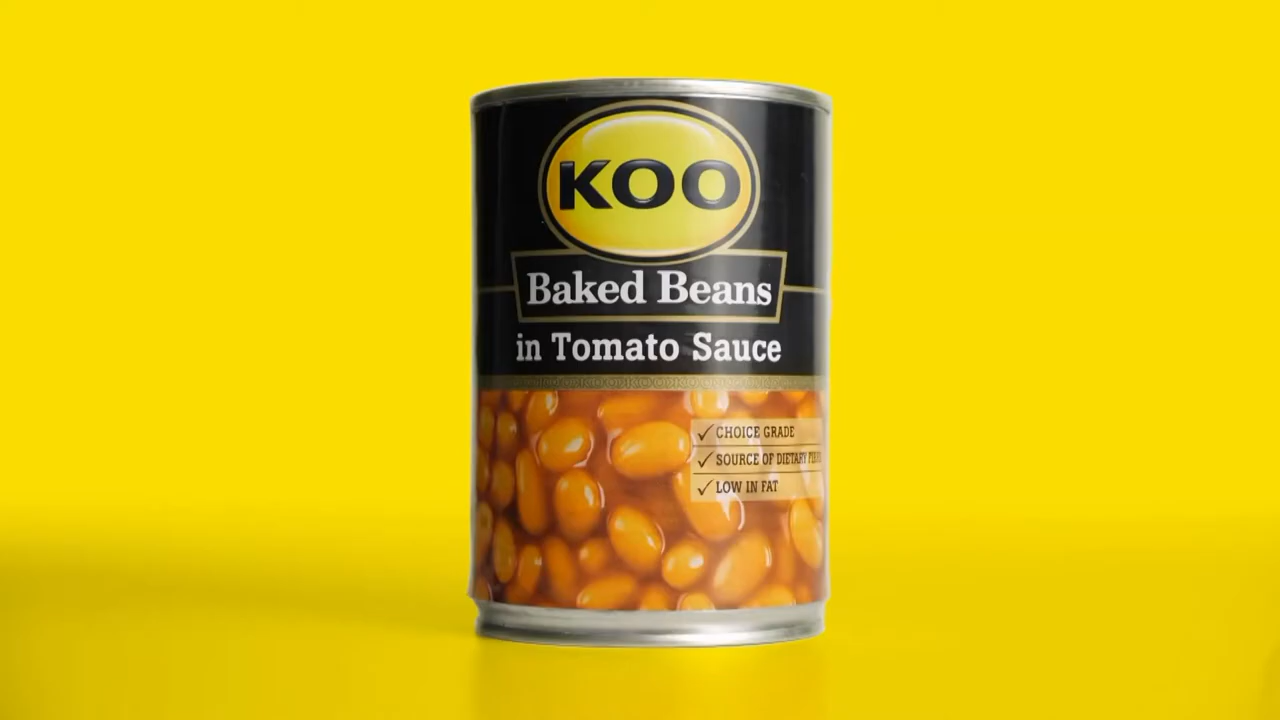 KOO
Baked Beans
in Tomato Sauce
✓ CHOICE GRADE
✓ SOURCE OF DIETARY
✓ LOW IN FAT